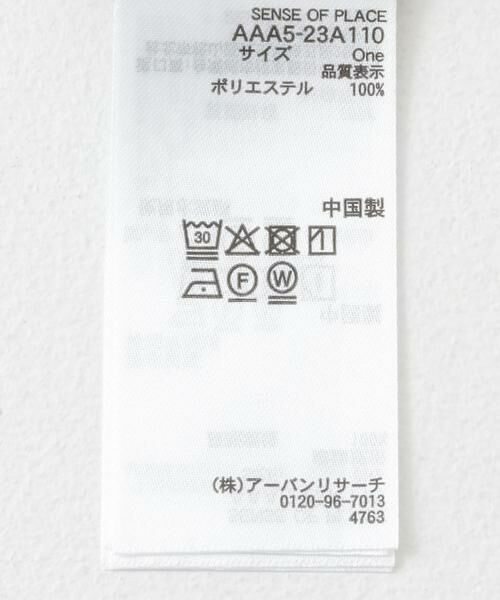 SENSE OF PLACE
AAA5-23A110
サイズ One
品質表示
ポリエステル 100%
中国製
30
F W
(株)アーバンリサーチ
0120-96-7013
4763